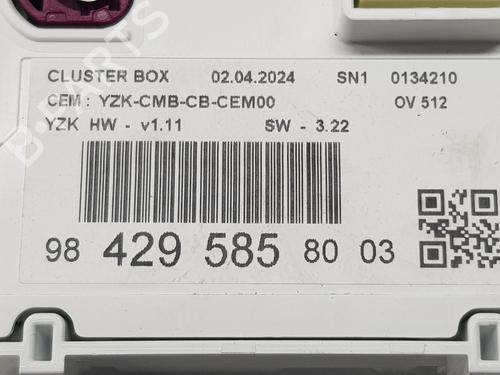 CLUSTER BOX 02.04.2024 SN1 0134210
CEM : YZK-CMB-CB-CEM00 OV 512
YZK HW - v1.11 SW - 3.22
98 429 585 80 03
B-PARTS